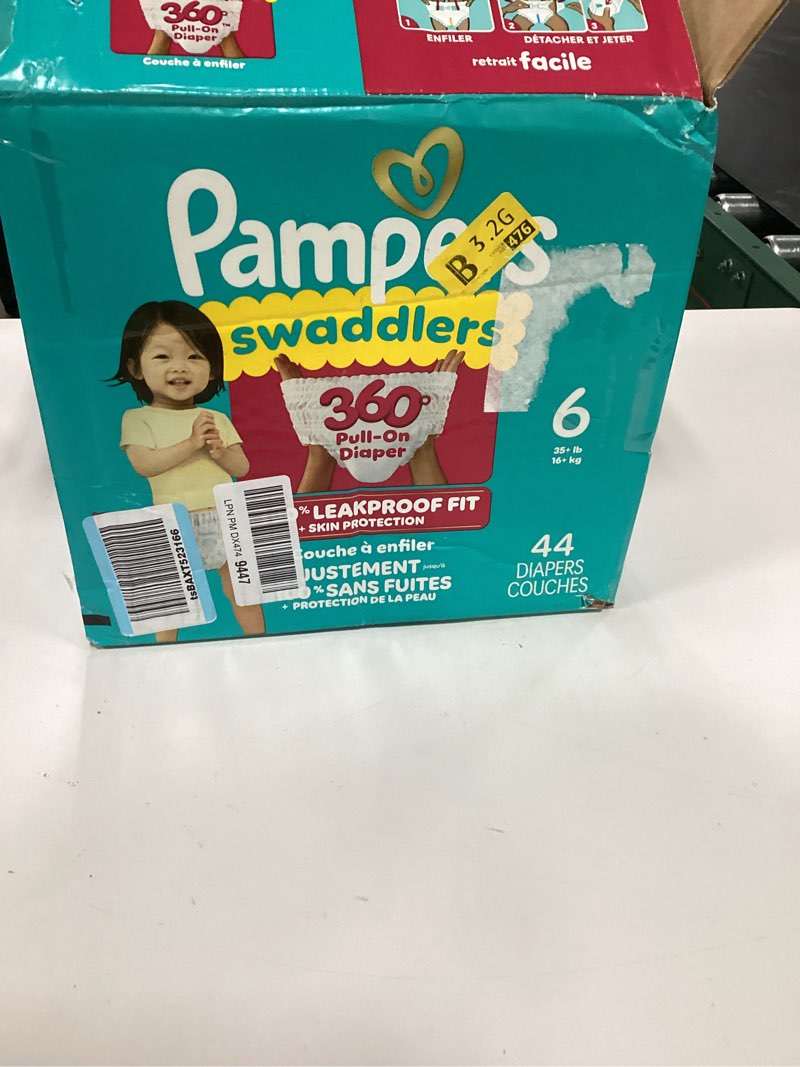 360°
Pull-On
Diaper
Couche à enfiler
1
2
3
ENFILER
DÉTACHER ET JETER
retrait facile
Pampers
B 3.2G
476
swaddlers
360°
Pull-On
Diaper
6
35+ lb
16+ kg
% LEAKPROOF FIT
+ SKIN PROTECTION
Couche à enfiler
JUSTEMENT jusqu'à
% SANS FUITES
+ PROTECTION DE LA PEAU
44
DIAPERS
COUCHES
tsBAXT523166
LPN PM DX474 9447